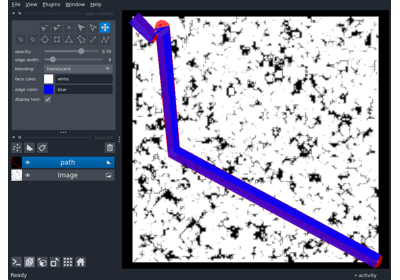 File View Plugins Window Help
opacity: 0.70
edge width: 4
blending: translucent
face color: white
edge color: blue
display text: ✓
path
Image
Ready
activity